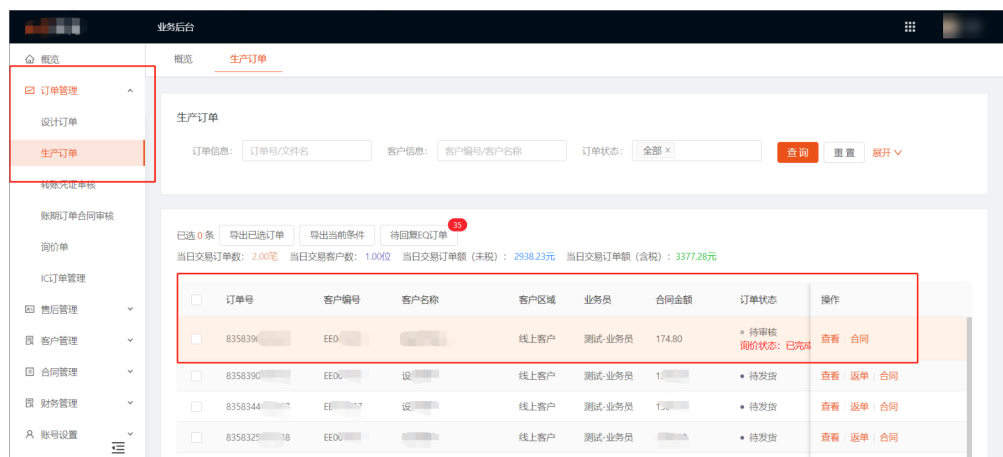 业务后台
概览
订单管理
设计订单
生产订单
转账凭证审核
账期订单合同审核
询价单
IC订单管理
售后管理
客户管理
合同管理
财务管理
账号设置
概览 生产订单
生产订单
订单信息: 订单号/文件名 客户信息: 客户编号/客户名称 订单状态: 全部 × 查询 重置 展开
已选 0 条 导出已选订单 导出当前条件 待回复EQ订单 35
当日交易订单数: 2.00笔 当日交易客户数: 1.00位 当日交易订单额(未税): 2938.23元 当日交易订单额(含税): 3377.28元
订单号 客户编号 客户名称 客户区域 业务员 合同金额 订单状态 操作
线上客户 测试-业务员 174.80 待审核 查看 合同
询价状态: 已完成
线上客户 测试-业务员 待发货 查看 返单 合同
线上客户 测试-业务员 待发货 查看 返单 合同
线上客户 测试-业务员 待发货 查看 返单 合同